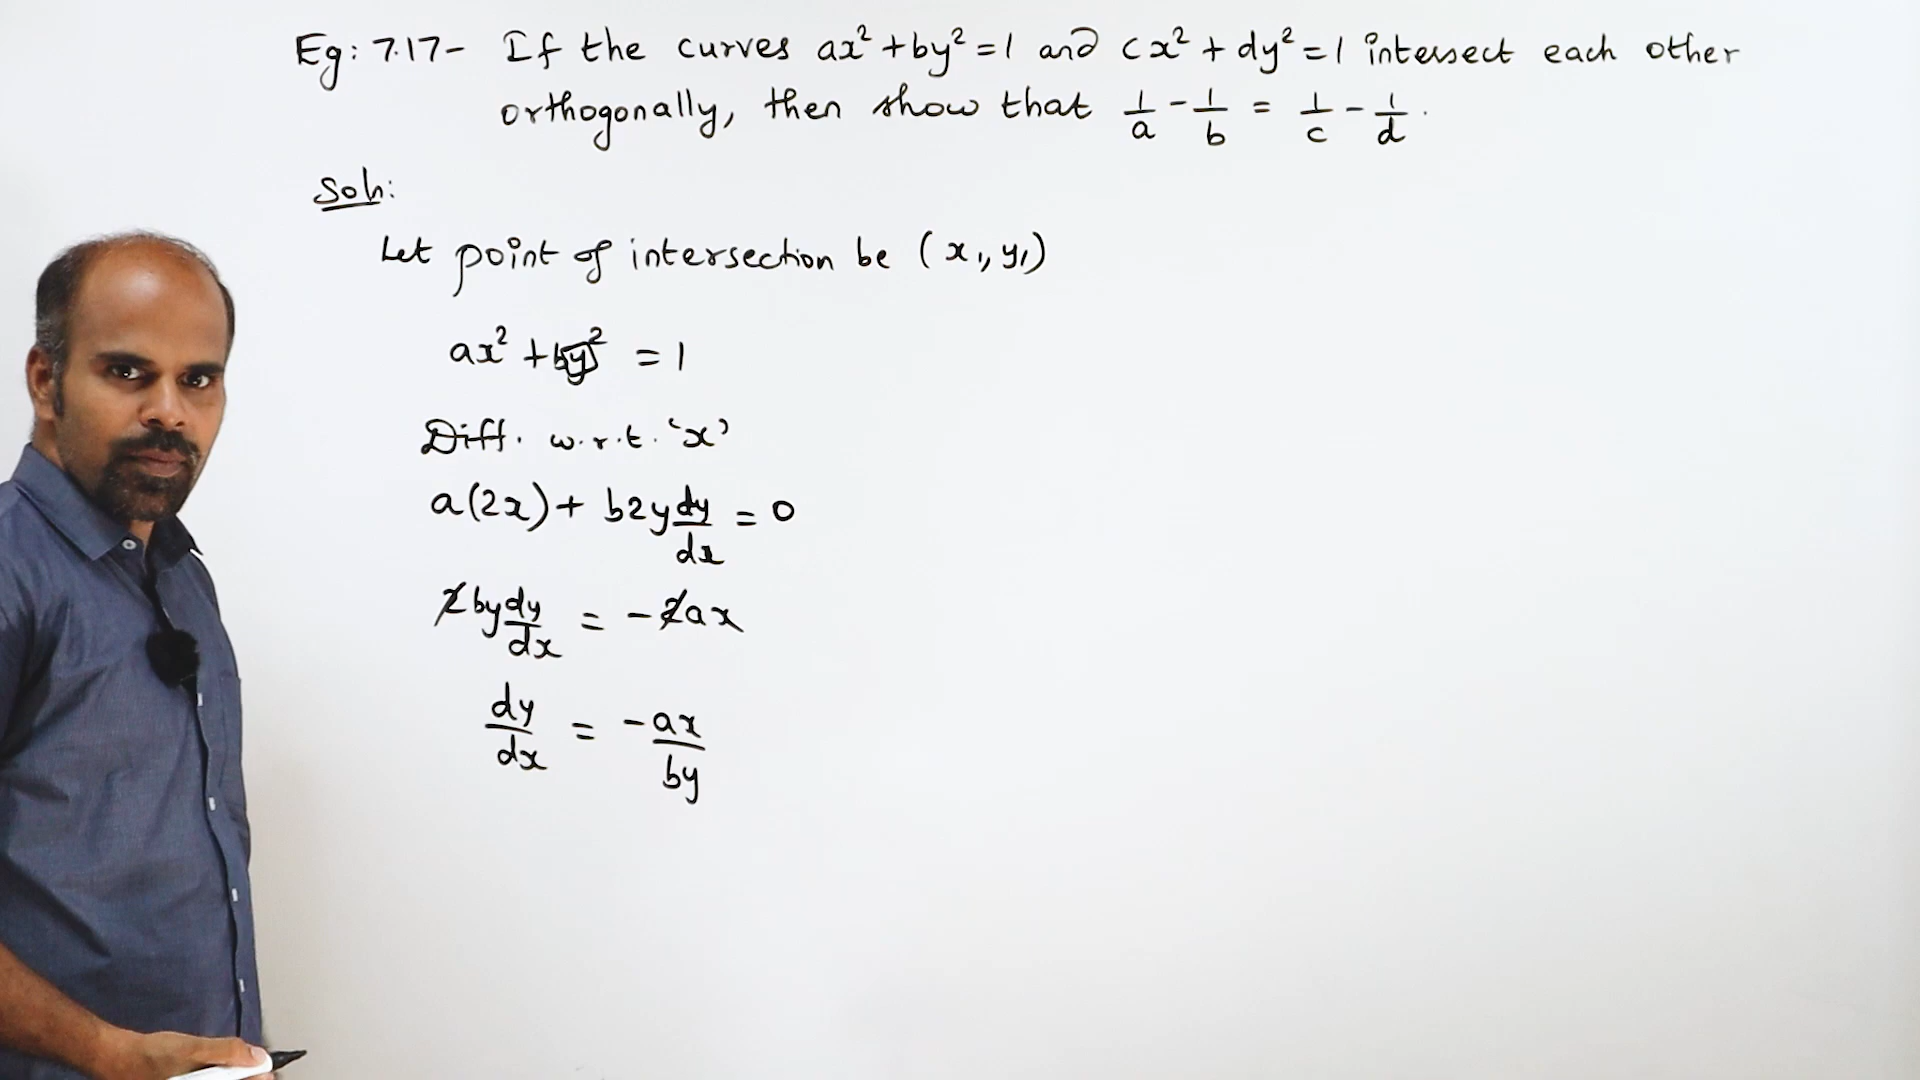 Eg: 7.17- If the curves ax² + by² = 1 and cx² + dy² = 1 intersect each other
orthogonally, then show that 1/a - 1/b = 1/c - 1/d.
Soln:
Let point of intersection be (x₁, y₁)
ax² + by² = 1
Diff. w.r.t. 'x'
a(2x) + b2y dy/dx = 0
2by dy/dx = -2ax
dy/dx = -ax/by